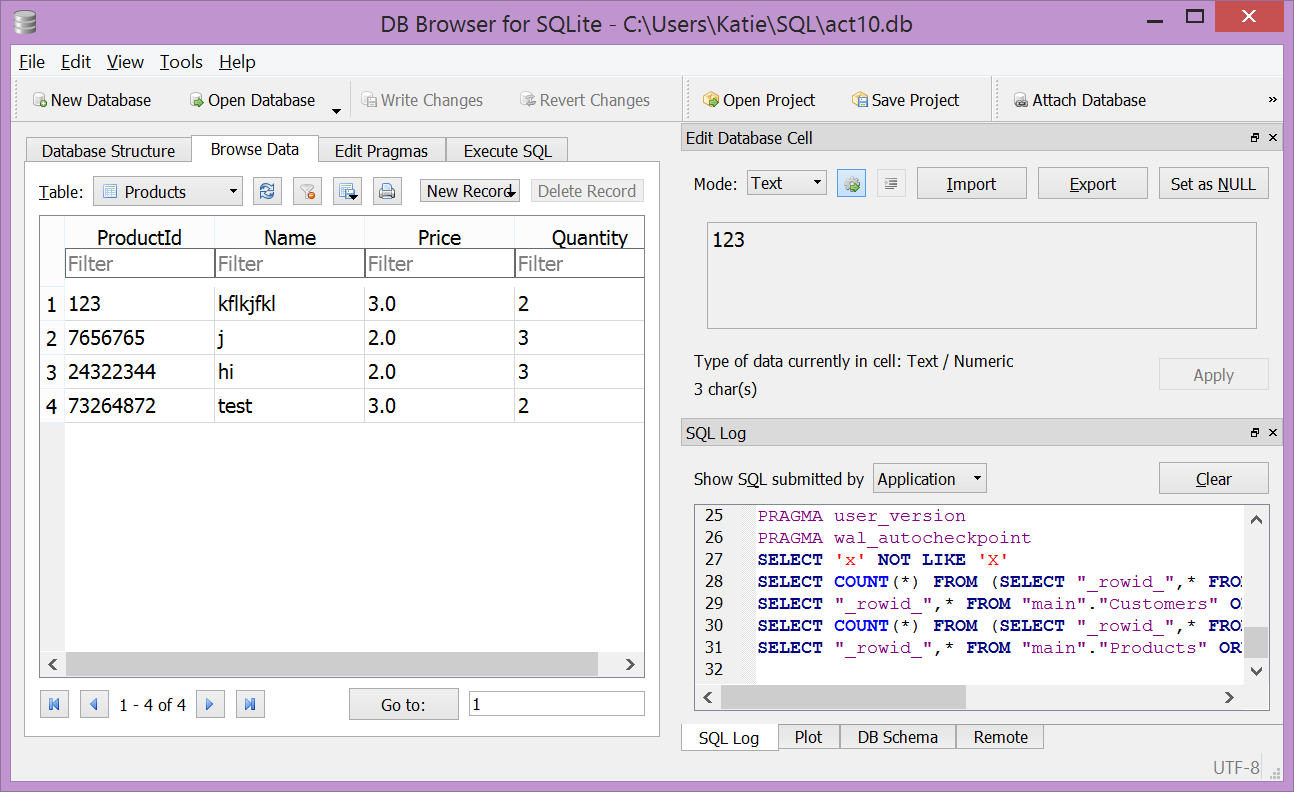 DB Browser for SQLite - C:\Users\Katie\SQL\act10.db
File Edit View Tools Help
New Database Open Database Write Changes Revert Changes Open Project Save Project Attach Database »
Database Structure Browse Data Edit Pragmas Execute SQL
Table: Products New Record Delete Record
ProductId Name Price Quantity
Filter Filter Filter Filter
1 123 kflkjfkl 3.0 2
2 7656765 j 2.0 3
3 24322344 hi 2.0 3
4 73264872 test 3.0 2
1 - 4 of 4 Go to: 1
Edit Database Cell
Mode: Text Import Export Set as NULL
123
Type of data currently in cell: Text / Numeric
3 char(s)
Apply
SQL Log
Show SQL submitted by Application Clear
25 PRAGMA user_version
26 PRAGMA wal_autocheckpoint
27 SELECT 'x' NOT LIKE 'X'
28 SELECT COUNT(*) FROM (SELECT "_rowid_",* FRO
29 SELECT "_rowid_",* FROM "main"."Customers" O
30 SELECT COUNT(*) FROM (SELECT "_rowid_",* FRO
31 SELECT "_rowid_",* FROM "main"."Products" OR
32
SQL Log Plot DB Schema Remote
UTF-8